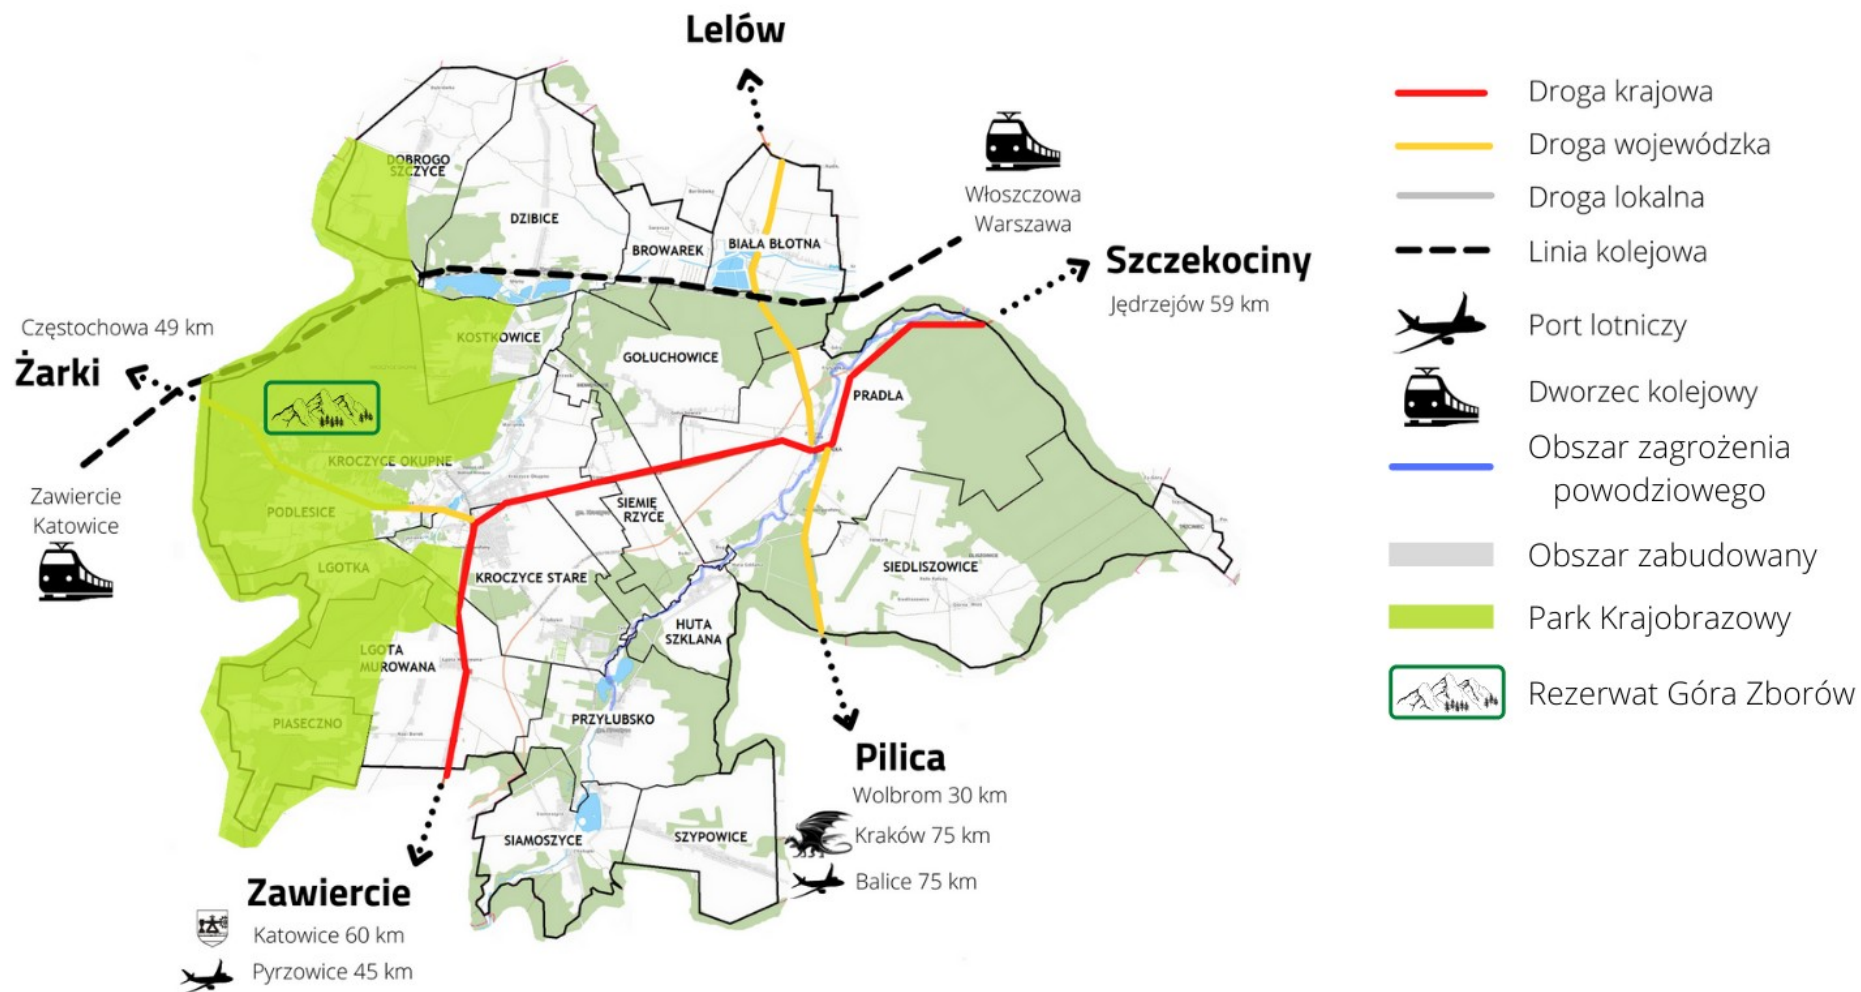 Lelów
Włoszczowa
Warszawa
Szczekociny
Jędrzejów 59 km
Częstochowa 49 km
Żarki
Zawiercie
Katowice
DOBROGO
SZCZYCE
DZIBICE
BROWAREK
BIAŁA BŁOTNA
KOSTKOWICE
GOŁUCHOWICE
PRADŁA
KROCZYCE OKUPNE
PODLESICE
SIEMIĘ
RZYCE
LGOTKA
KROCZYCE STARE
SIEDLISZOWICE
HUTA
SZKLANA
LGOTA
MUROWANA
PIASECZNO
PRZYŁUBSKO
SIAMOSZYCE
SZYPOWICE
Pilica
Wolbrom 30 km
Kraków 75 km
Balice 75 km
Zawiercie
Katowice 60 km
Pyrzowice 45 km
Droga krajowa
Droga wojewódzka
Droga lokalna
Linia kolejowa
Port lotniczy
Dworzec kolejowy
Obszar zagrożenia
powodziowego
Obszar zabudowany
Park Krajobrazowy
Rezerwat Góra Zborów